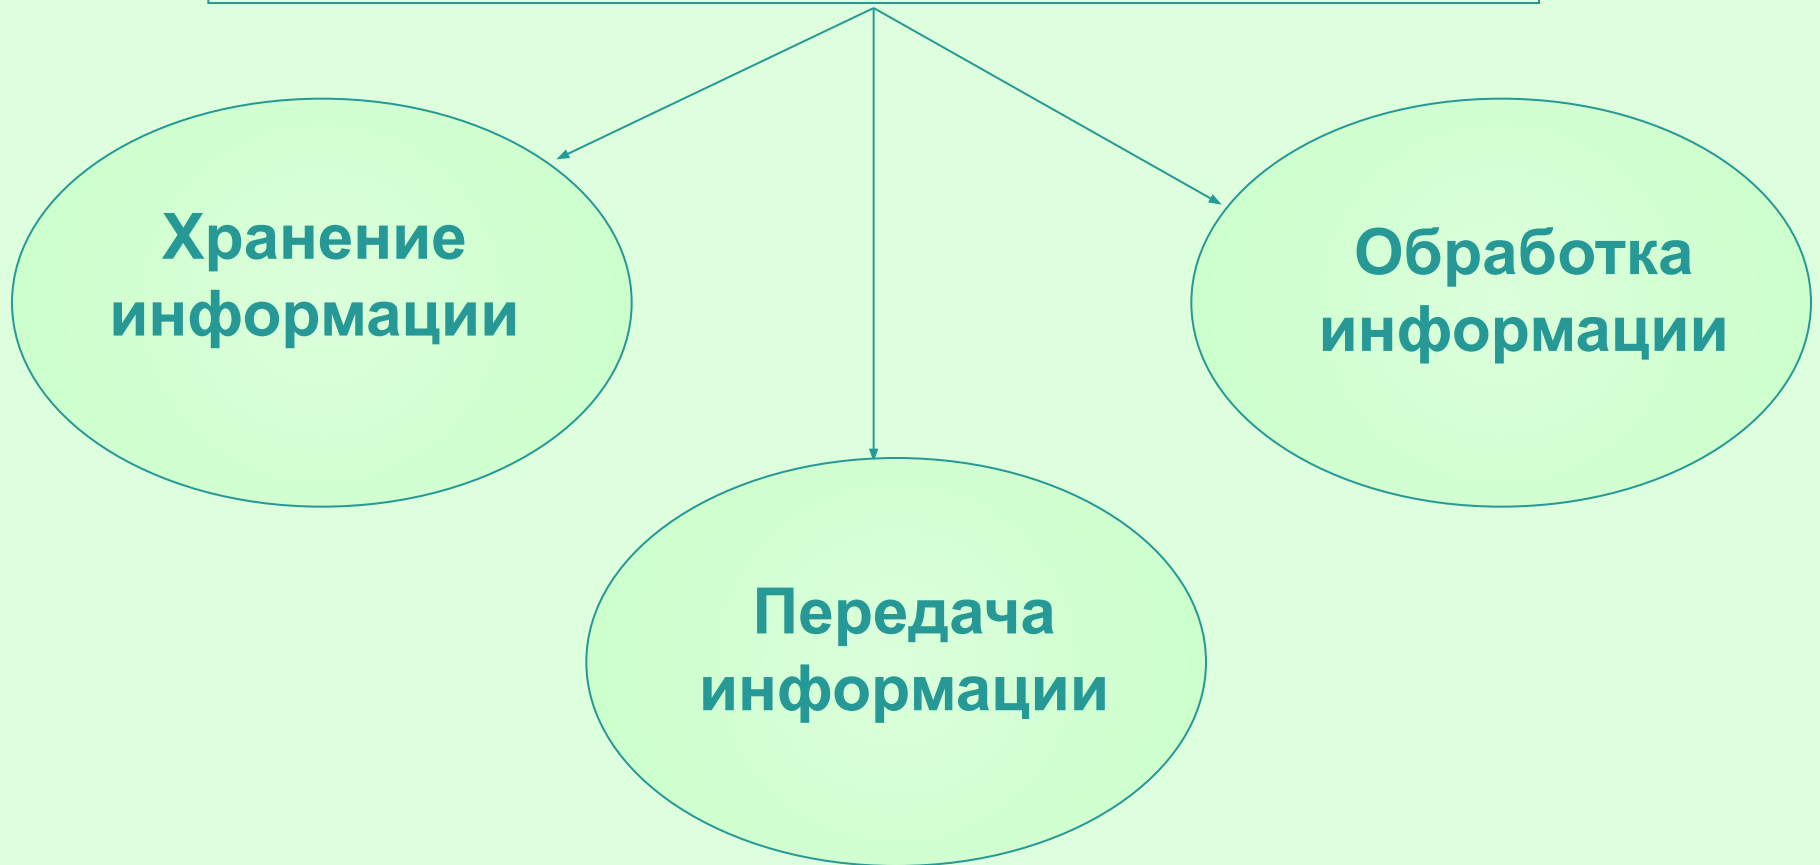 Хранение
информации
Обработка
информации
Передача
информации